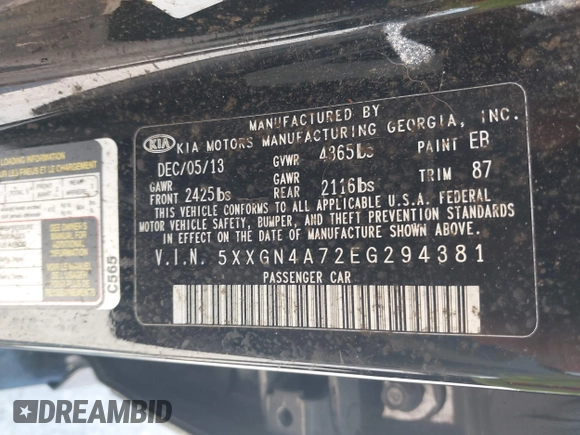 MANUFACTURED BY
KIA KIA MOTORS MANUFACTURING GEORGIA, INC.
DEC/05/13 GVWR 4365lbs PAINT EB
GAWR FRONT 2425lbs GAWR REAR 2116lbs TRIM 87
THIS VEHICLE CONFORMS TO ALL APPLICABLE U.S.A. FEDERAL
MOTOR VEHICLE SAFETY, BUMPER, AND THEFT PREVENTION STANDARDS
IN EFFECT ON THE DATE OF MANUFACTURE SHOWN ABOVE.
V.I.N. 5XXGN4A72EG294381
PASSENGER CAR
LOADING INFORMATION
C565
DREAMBID